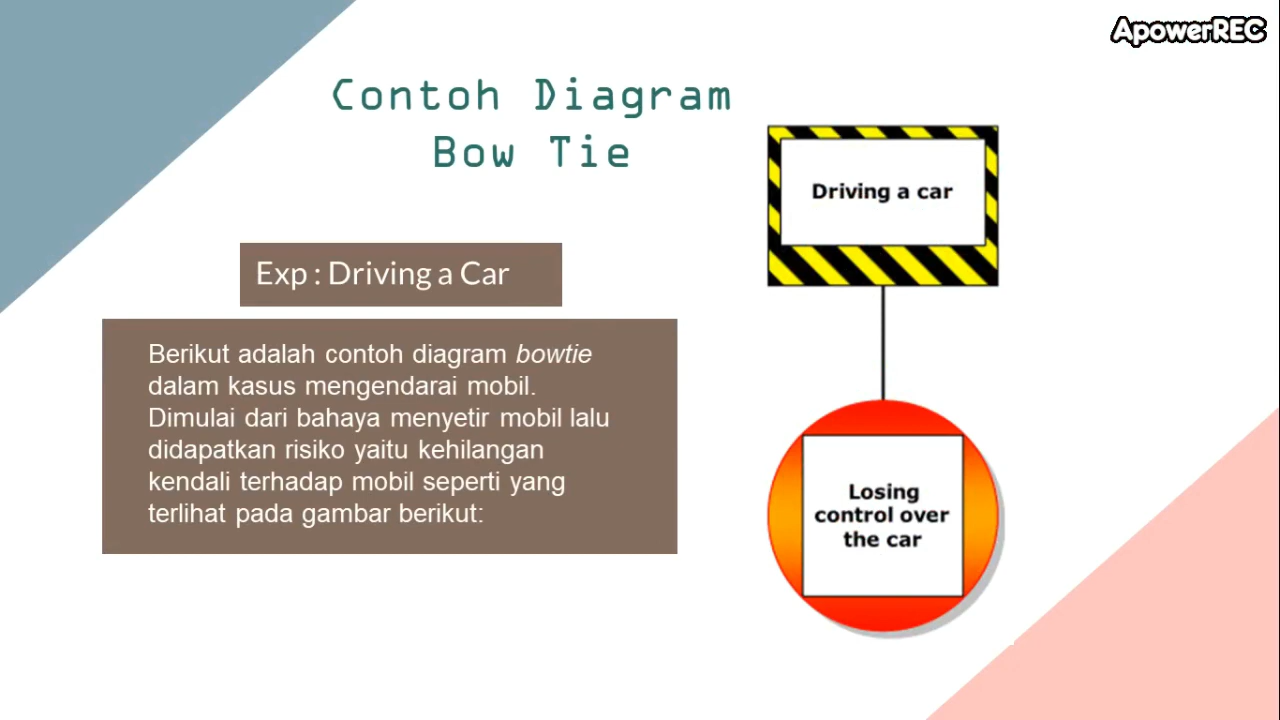 ApowerREC
Contoh Diagram
Bow Tie
Exp : Driving a Car
Berikut adalah contoh diagram bowtie
dalam kasus mengendarai mobil.
Dimulai dari bahaya menyetir mobil lalu
didapatkan risiko yaitu kehilangan
kendali terhadap mobil seperti yang
terlihat pada gambar berikut:
Driving a car
Losing
control over
the car